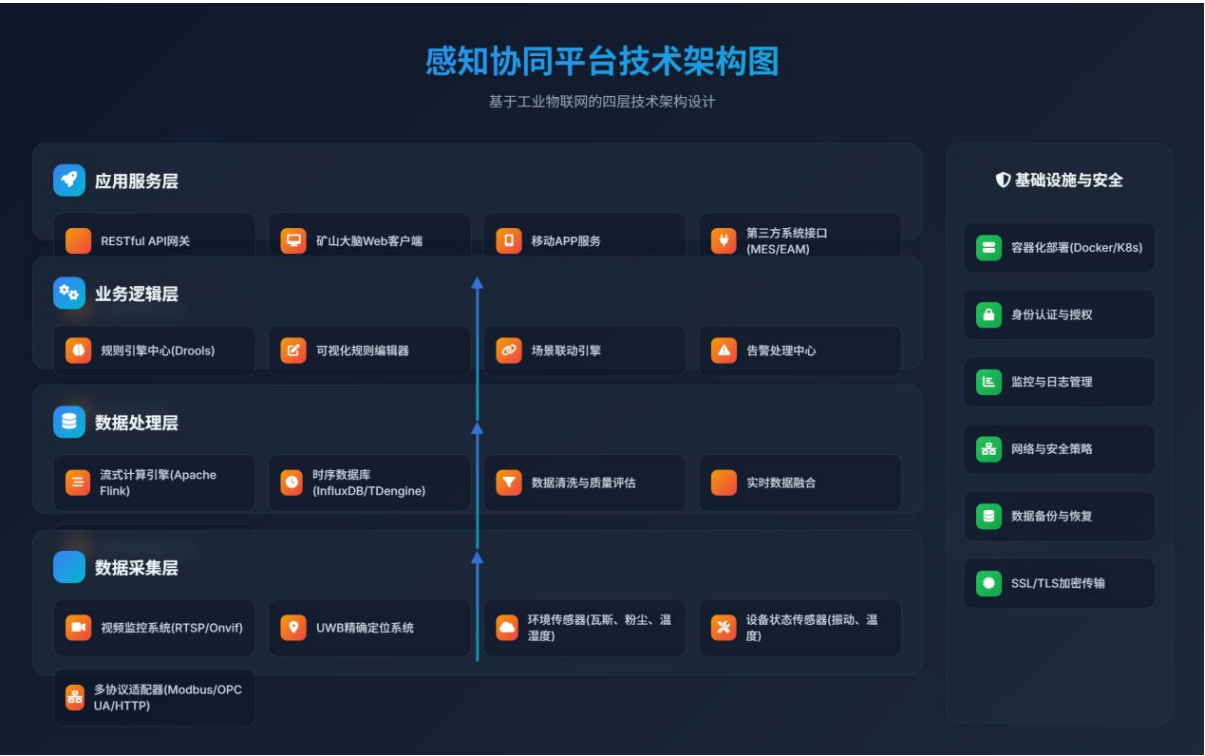 感知协同平台技术架构图
基于工业物联网的四层技术架构设计
应用服务层
RESTful API网关
矿山大脑Web客户端
移动APP服务
第三方系统接口
(MES/EAM)
业务逻辑层
规则引擎中心(Drools)
可视化规则编辑器
场景联动引擎
告警处理中心
数据处理层
流式计算引擎(Apache
Flink)
时序数据库
(InfluxDB/TDengine)
数据清洗与质量评估
实时数据融合
数据采集层
视频监控系统(RTSP/Onvif)
UWB精确定位系统
环境传感器(瓦斯、粉尘、温
湿度)
设备状态传感器(振动、温
度)
多协议适配器(Modbus/OPC
UA/HTTP)
基础设施与安全
容器化部署(Docker/K8s)
身份认证与授权
监控与日志管理
网络与安全策略
数据备份与恢复
SSL/TLS加密传输